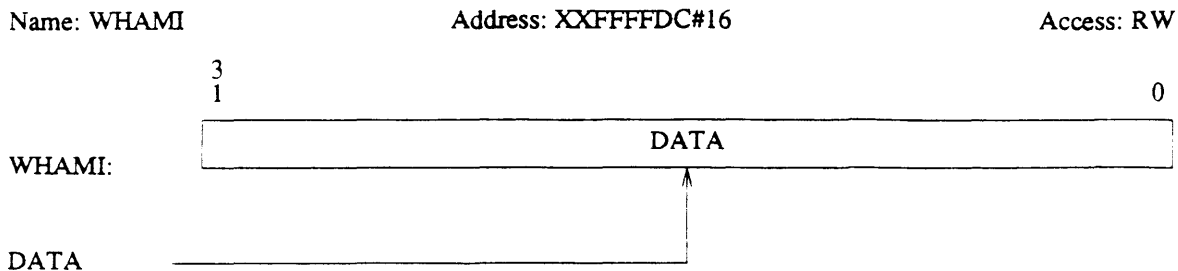 Name: WHAMI Address: XXFFFFDC#16 Access: RW
3
1 0
DATA
WHAMI:
DATA